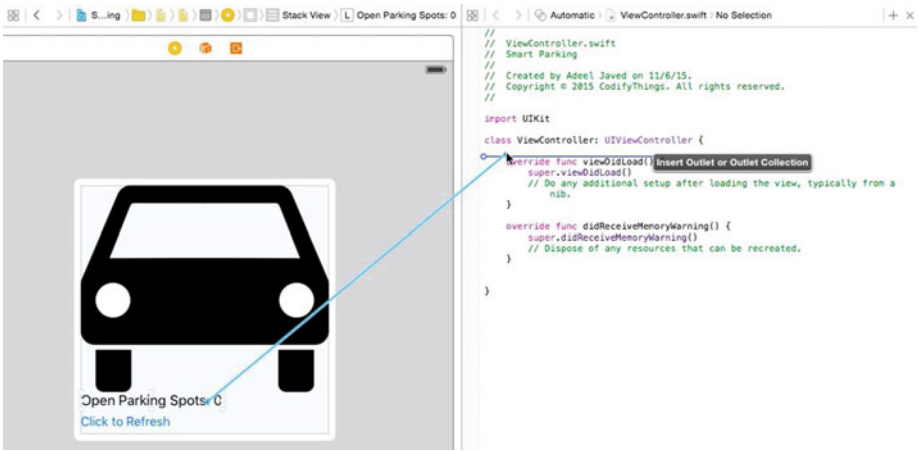 S...ing Stack View L Open Parking Spots: 0
Automatic ViewController.swift No Selection
//
// ViewController.swift
// Smart Parking
//
// Created by Adeel Javed on 11/6/15.
// Copyright © 2015 CodifyThings. All rights reserved.
//
import UIKit
class ViewController: UIViewController {
override func viewDidLoad()
Insert Outlet or Outlet Collection
super.viewDidLoad()
// Do any additional setup after loading the view, typically from a
nib.
}
override func didReceiveMemoryWarning() {
super.didReceiveMemoryWarning()
// Dispose of any resources that can be recreated.
}
}
Open Parking Spots: 0
Click to Refresh